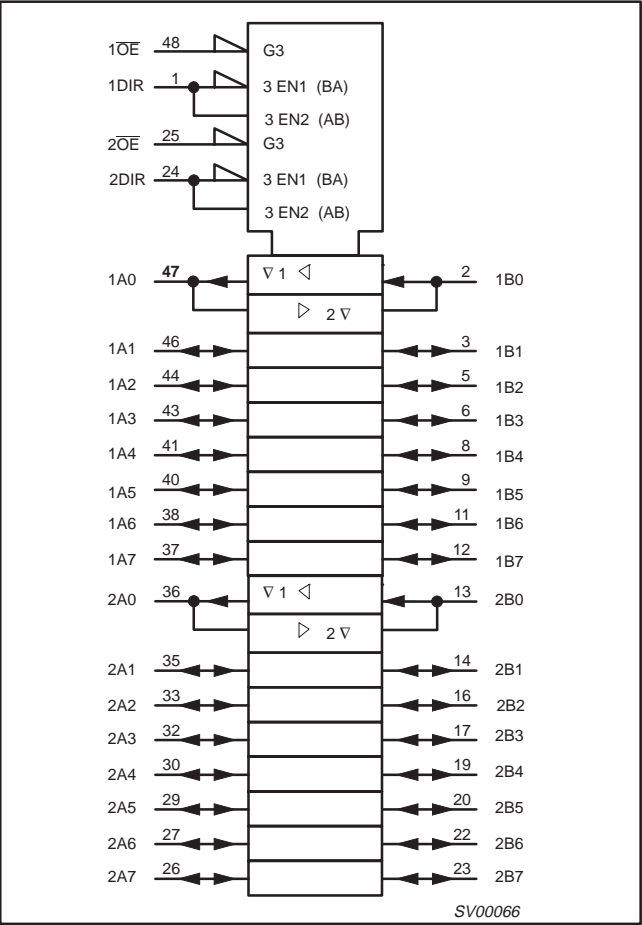 1O̅E̅ 48 G3
1DIR 1 3 EN1 (BA)
3 EN2 (AB)
2O̅E̅ 25 G3
2DIR 24 3 EN1 (BA)
3 EN2 (AB)
1A0 47 ∇ 1 ◁ 2 1B0
▷ 2 ∇
1A1 46 3 1B1
1A2 44 5 1B2
1A3 43 6 1B3
1A4 41 8 1B4
1A5 40 9 1B5
1A6 38 11 1B6
1A7 37 12 1B7
2A0 36 ∇ 1 ◁ 13 2B0
▷ 2 ∇
2A1 35 14 2B1
2A2 33 16 2B2
2A3 32 17 2B3
2A4 30 19 2B4
2A5 29 20 2B5
2A6 27 22 2B6
2A7 26 23 2B7
SV00066